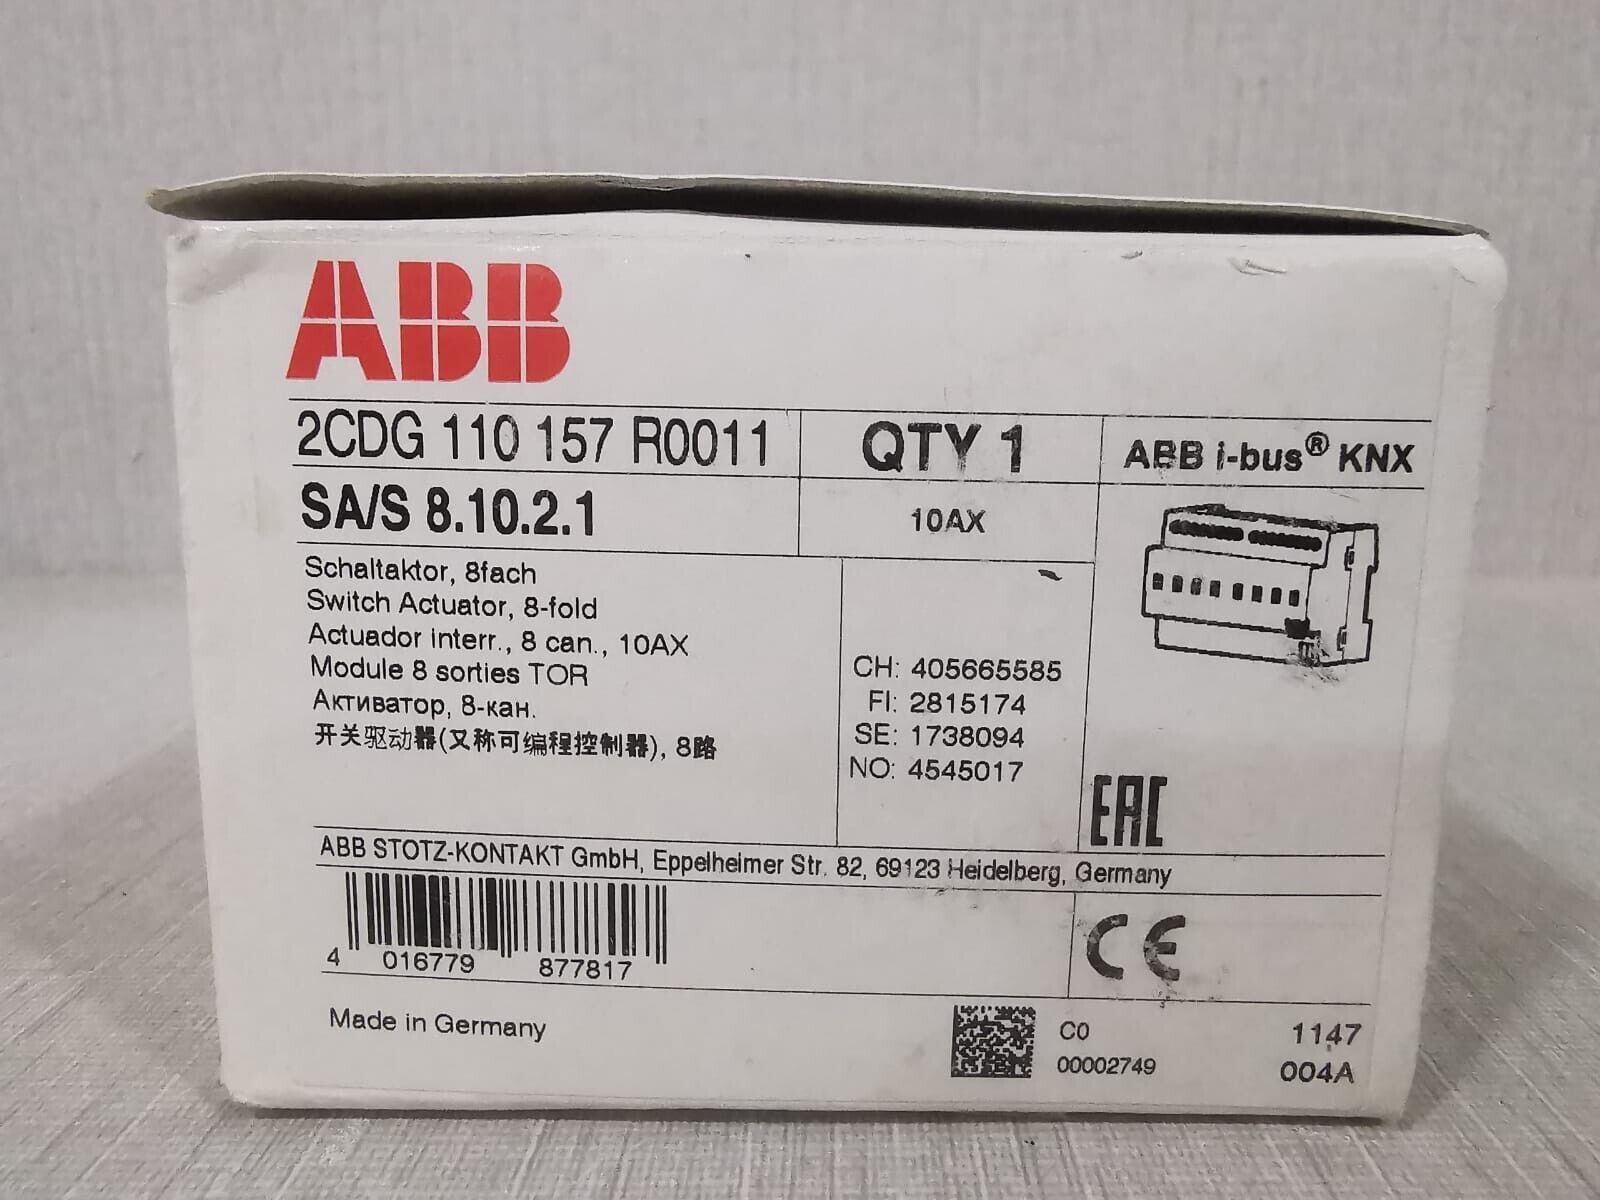 ABB
2CDG 110 157 R0011
QTY 1
ABB i-bus® KNX
SA/S 8.10.2.1
10AX
Schaltaktor, 8fach
Switch Actuator, 8-fold
Actuador interr., 8 can., 10AX
Module 8 sorties TOR
Активатор, 8-кан.
开关驱动器(又称可编程控制器), 8路
CH: 405665585
FI: 2815174
SE: 1738094
NO: 4545017
EAC
ABB STOTZ-KONTAKT GmbH, Eppelheimer Str. 82, 69123 Heidelberg, Germany
4 016779 877817
CE
Made in Germany
C0
00002749
1147
004A